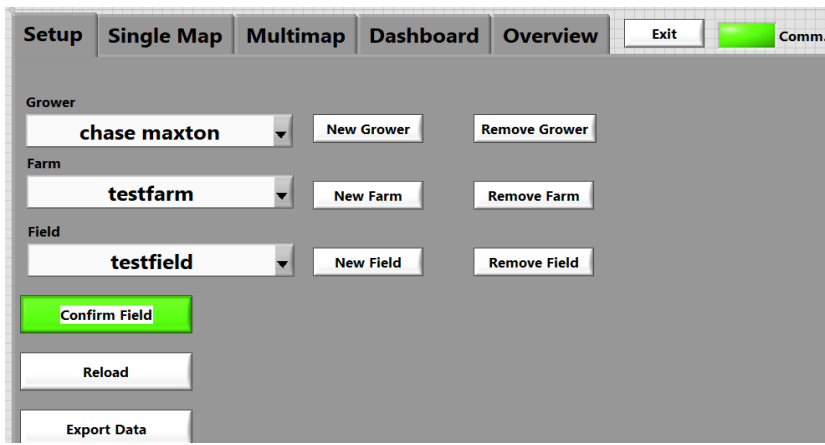 Setup Single Map Multimap Dashboard Overview Exit Comm.
Grower
chase maxton New Grower Remove Grower
Farm
testfarm New Farm Remove Farm
Field
testfield New Field Remove Field
Confirm Field
Reload
Export Data